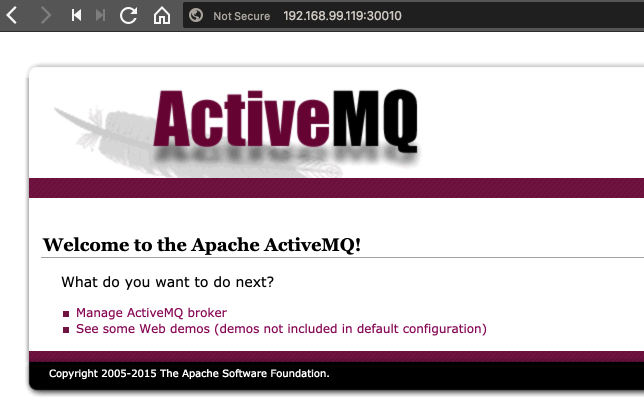 Not Secure 192.168.99.119:30010
ActiveMQ
Welcome to the Apache ActiveMQ!
What do you want to do next?
Manage ActiveMQ broker
See some Web demos (demos not included in default configuration)
Copyright 2005-2015 The Apache Software Foundation.